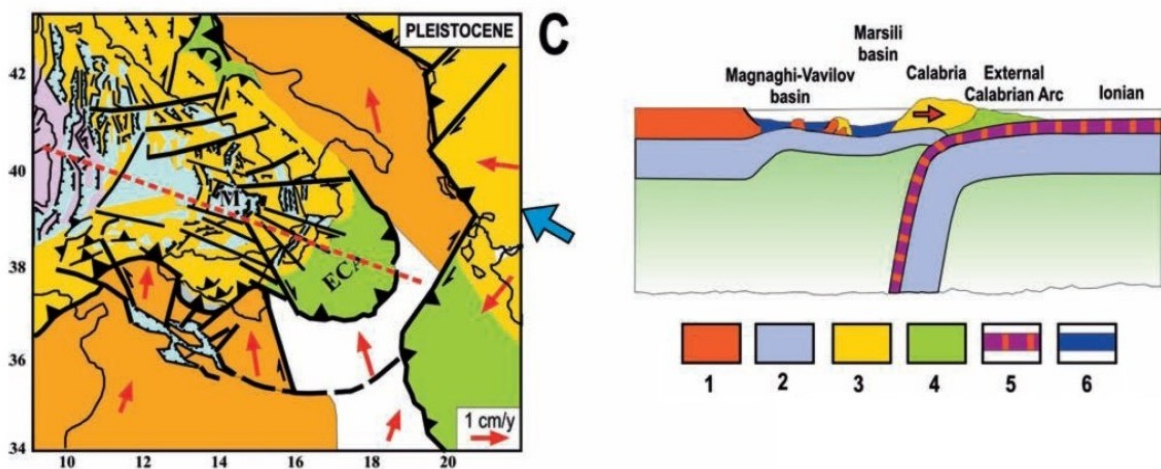 PLEISTOCENE
C
42
40
38
36
34
10
12
14
16
18
20
M
ECA
1 cm/y
Marsili
basin
Magnaghi-Vavilov
basin
Calabria
External
Calabrian Arc
Ionian
1
2
3
4
5
6